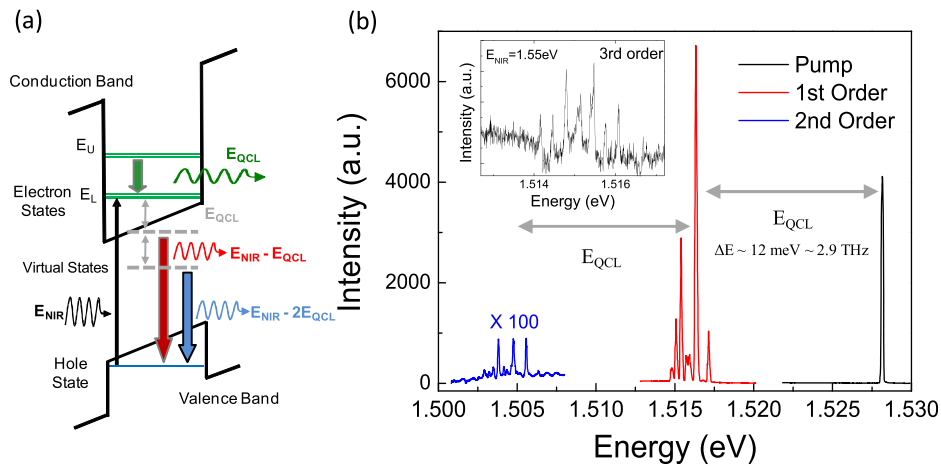 (a)
Conduction Band
E_U
E_QCL
Electron States
E_L
E_QCL
E_NIR - E_QCL
Virtual States
E_NIR
E_NIR - 2E_QCL
Hole State
Valence Band
(b)
Intensity (a.u.)
6000
4000
2000
0
E_NIR=1.55eV
3rd order
Intensity (a.u.)
1.514
1.516
Energy (eV)
Pump
1st Order
2nd Order
E_QCL
E_QCL
ΔE ~ 12 meV ~ 2.9 THz
X 100
1.500
1.505
1.510
1.515
1.520
1.525
1.530
Energy (eV)